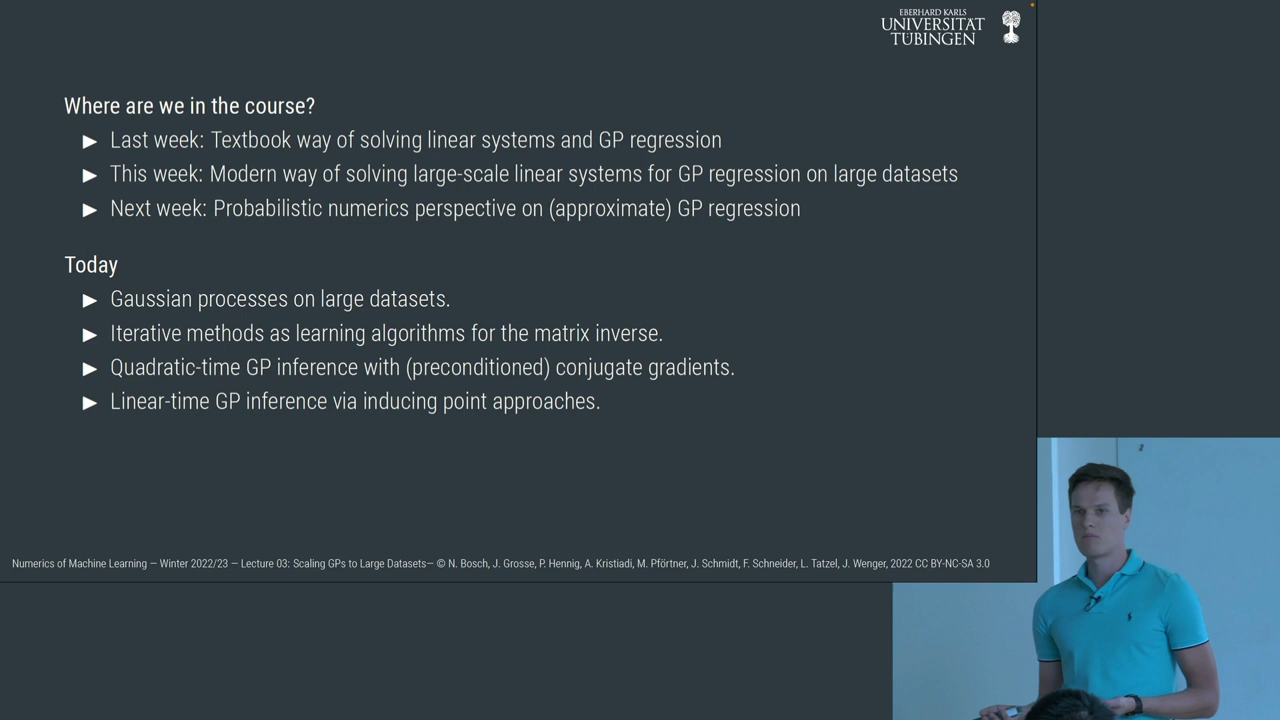 EBERHARD KARLS
UNIVERSITÄT
TÜBINGEN
Where are we in the course?
▶ Last week: Textbook way of solving linear systems and GP regression
▶ This week: Modern way of solving large-scale linear systems for GP regression on large datasets
▶ Next week: Probabilistic numerics perspective on (approximate) GP regression
Today
▶ Gaussian processes on large datasets.
▶ Iterative methods as learning algorithms for the matrix inverse.
▶ Quadratic-time GP inference with (preconditioned) conjugate gradients.
▶ Linear-time GP inference via inducing point approaches.
Numerics of Machine Learning — Winter 2022/23 — Lecture 03: Scaling GPs to Large Datasets— © N. Bosch, J. Grosse, P. Hennig, A. Kristiadi, M. Pförtner, J. Schmidt, F. Schneider, L. Tatzel, J. Wenger, 2022 CC BY-NC-SA 3.0